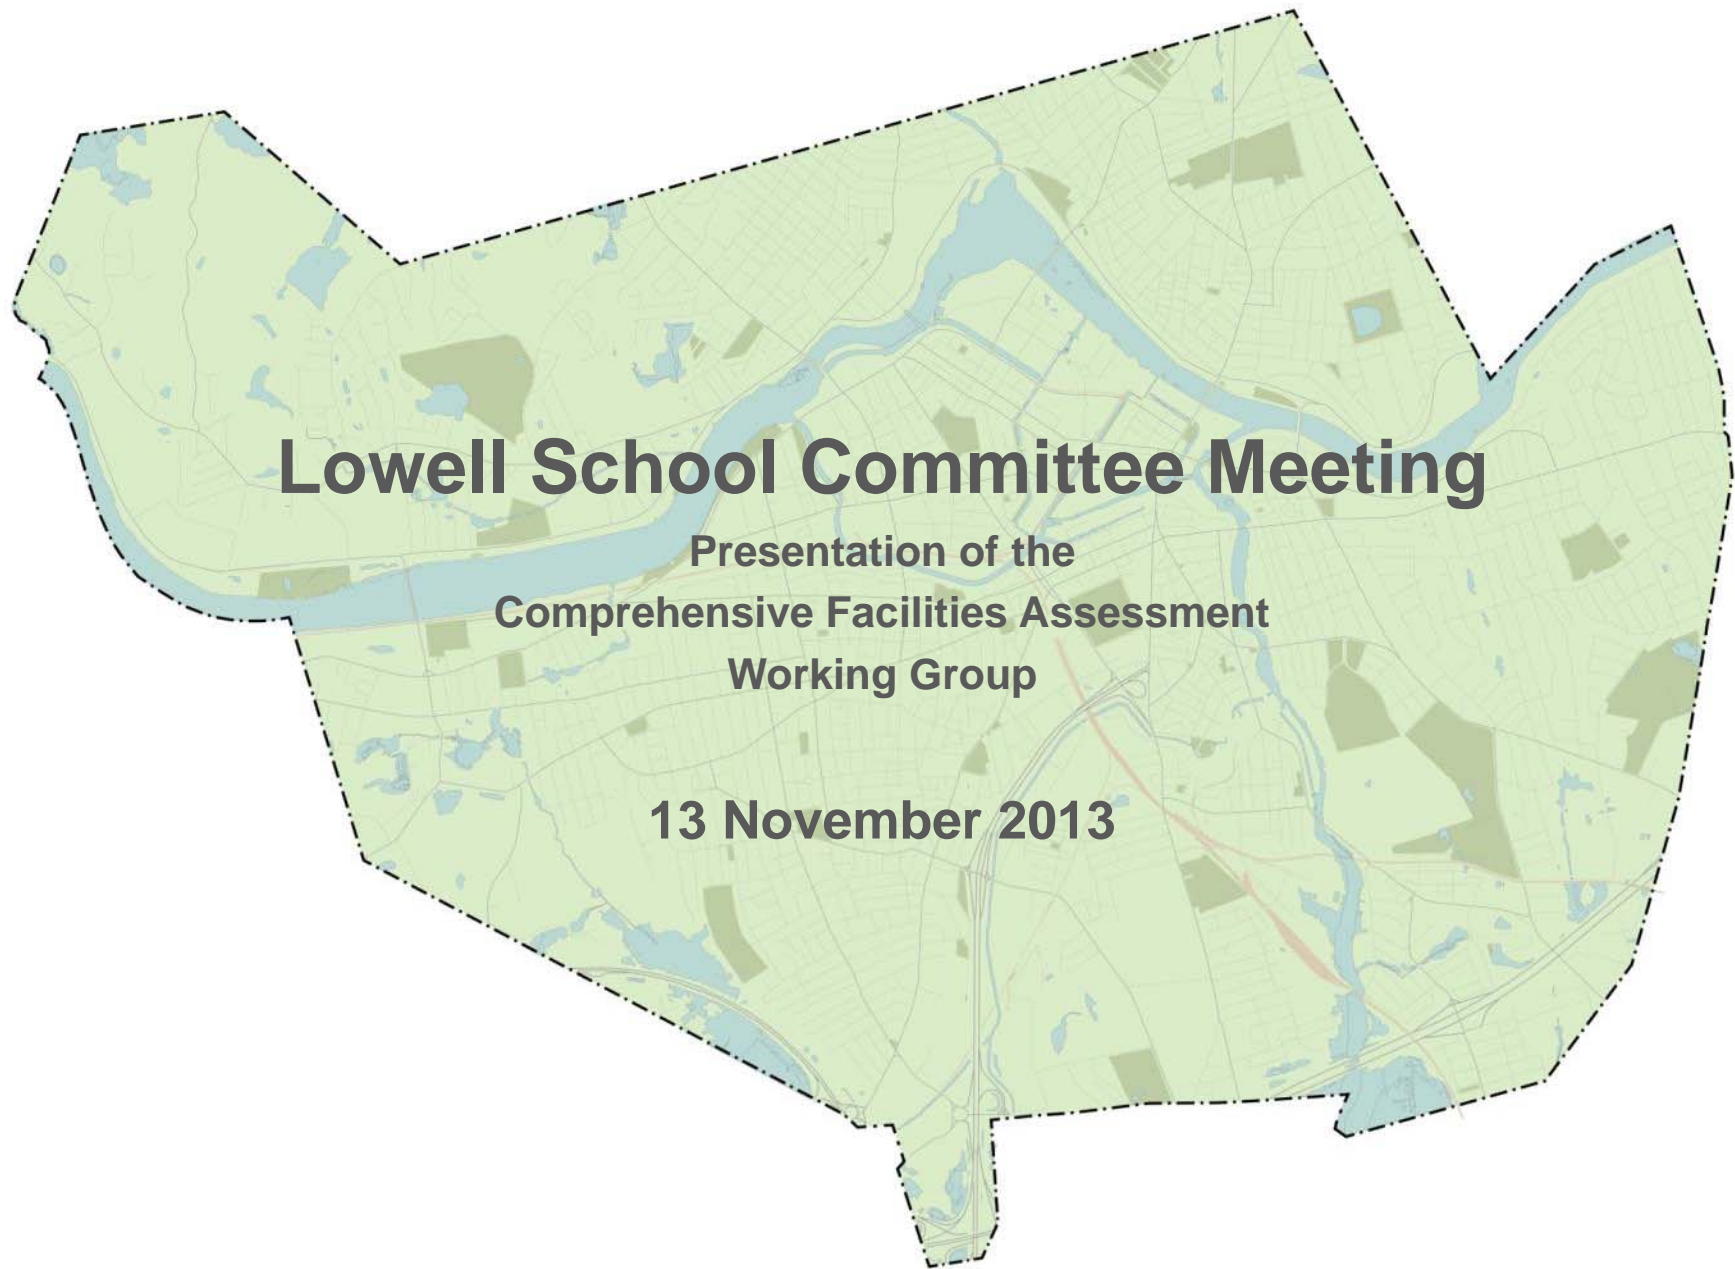 Lowell School Committee Meeting
Presentation of the
Comprehensive Facilities Assessment
Working Group
13 November 2013